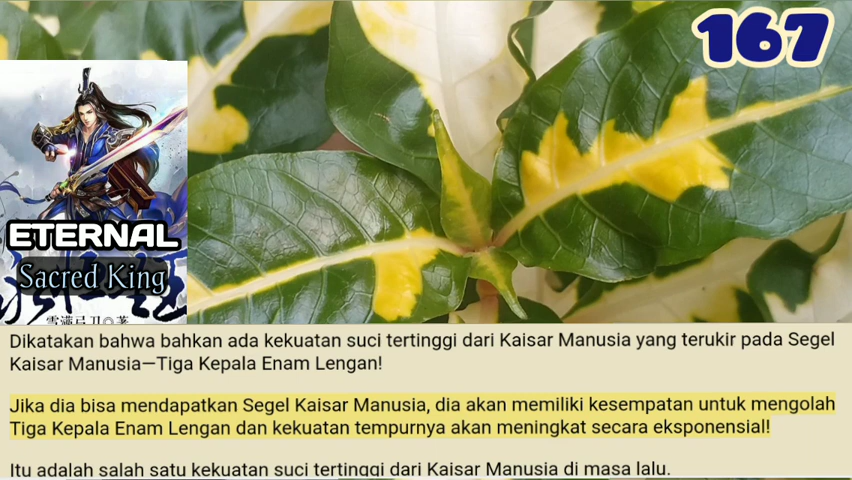 167
ETERNAL
Sacred King
Dikatakan bahwa bahkan ada kekuatan suci tertinggi dari Kaisar Manusia yang terukir pada Segel
Kaisar Manusia—Tiga Kepala Enam Lengan!
Jika dia bisa mendapatkan Segel Kaisar Manusia, dia akan memiliki kesempatan untuk mengolah
Tiga Kepala Enam Lengan dan kekuatan tempurnya akan meningkat secara eksponensial!
Itu adalah salah satu kekuatan suci tertinggi dari Kaisar Manusia di masa lalu.